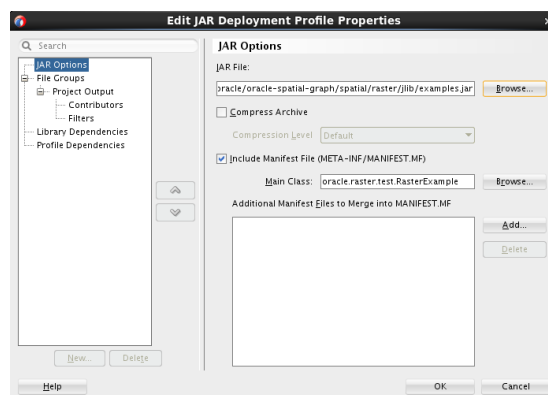 Edit JAR Deployment Profile Properties
Search
JAR Options
File Groups
Project Output
Contributors
Filters
Library Dependencies
Profile Dependencies
New...
Delete
JAR Options
JAR File:
oracle/oracle-spatial-graph/spatial/raster/jlib/examples.jar
Browse...
Compress Archive
Compression Level
Default
Include Manifest File (META-INF/MANIFEST.MF)
Main Class:
oracle.raster.test.RasterExample
Browse...
Additional Manifest Files to Merge into MANIFEST.MF
Add...
Delete
Help
OK
Cancel